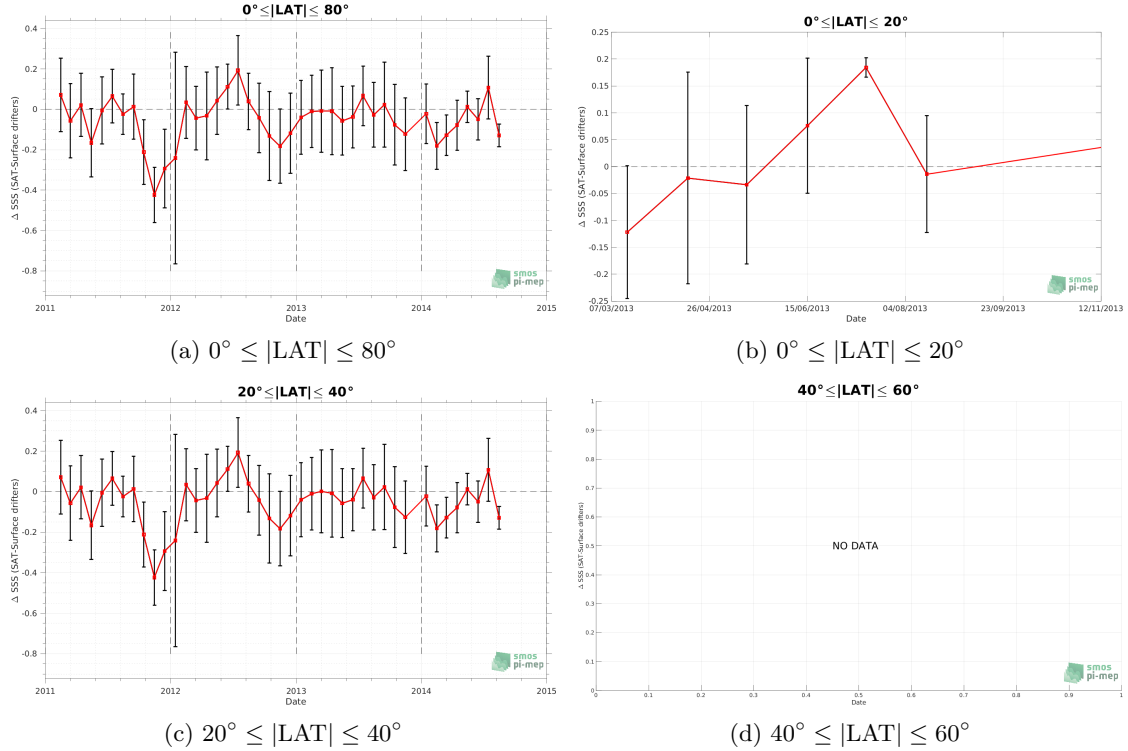 0°≤|LAT|≤ 80°
Δ SSS (SAT-Surface drifters)
0.4
0.2
0
-0.2
-0.4
-0.6
-0.8
2011 2012 2013 2014 2015
Date
smos
pi-mep
(a) 0° ≤ |LAT| ≤ 80°
0°≤|LAT|≤ 20°
Δ SSS (SAT-Surface drifters)
0.25
0.2
0.15
0.1
0.05
0
-0.05
-0.1
-0.15
-0.2
-0.25
07/03/2013 26/04/2013 15/06/2013 04/08/2013 23/09/2013 12/11/2013
Date
smos
pi-mep
(b) 0° ≤ |LAT| ≤ 20°
20°≤|LAT|≤ 40°
Δ SSS (SAT-Surface drifters)
0.4
0.2
0
-0.2
-0.4
-0.6
-0.8
2011 2012 2013 2014 2015
Date
smos
pi-mep
(c) 20° ≤ |LAT| ≤ 40°
40°≤|LAT|≤ 60°
Δ SSS (SAT-Surface drifters)
1
0.9
0.8
0.7
0.6
0.5
0.4
0.3
0.2
0.1
0
NO DATA
0 0.1 0.2 0.3 0.4 0.5 0.6 0.7 0.8 0.9 1
Date
smos
pi-mep
(d) 40° ≤ |LAT| ≤ 60°